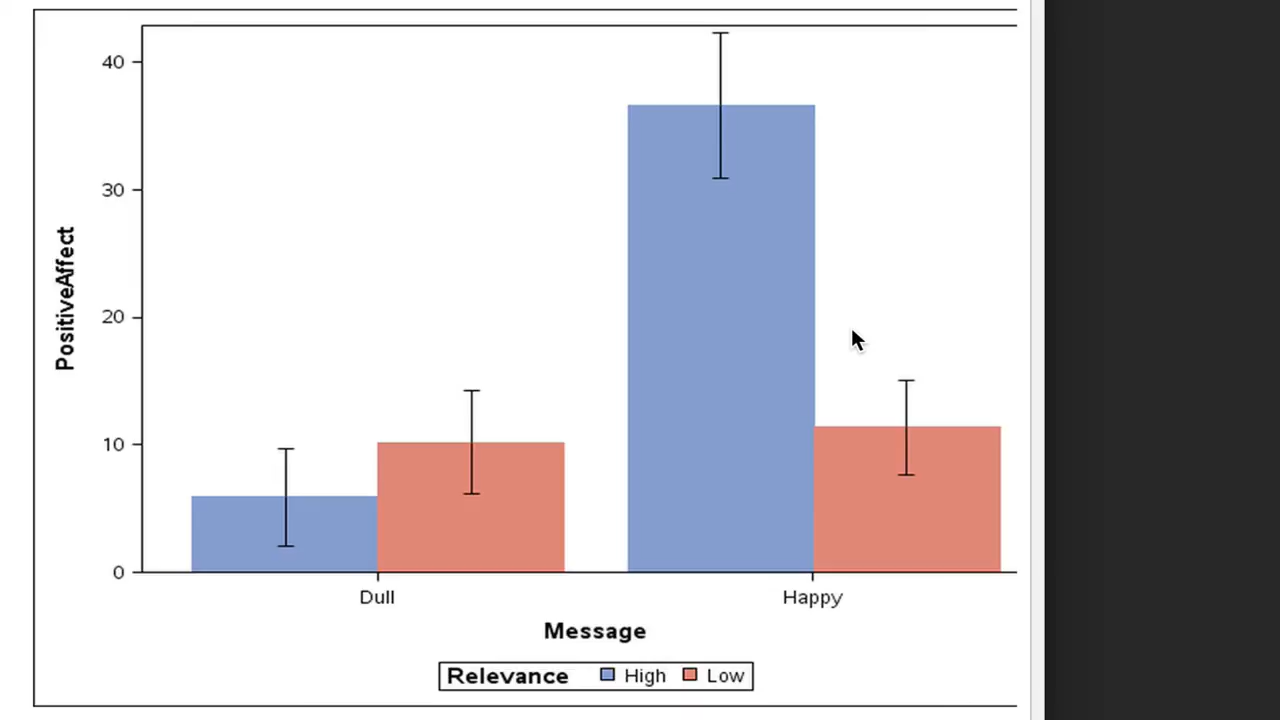 40
30
20
10
0
PositiveAffect
Dull
Happy
Message
Relevance High Low